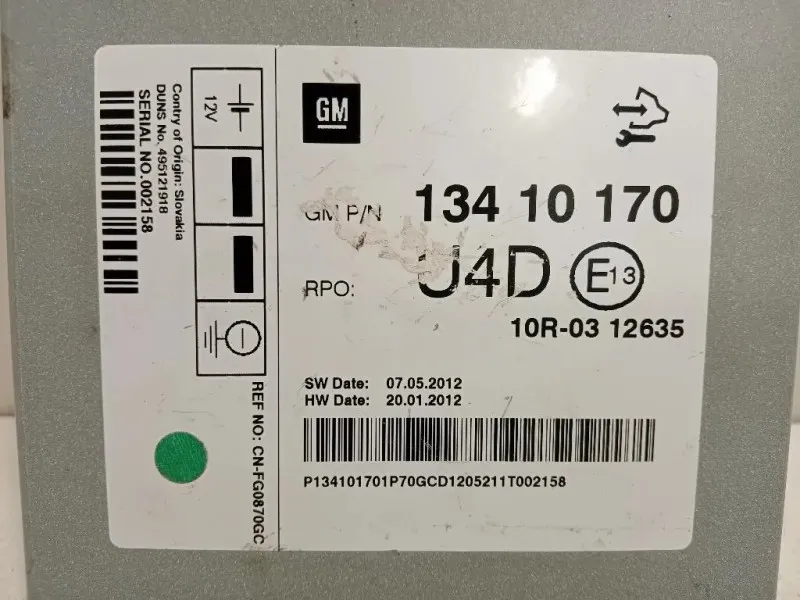 GM
GM P/N 134 10 170
RPO: U4D E13
10R-03 12635
SW Date: 07.05.2012
HW Date: 20.01.2012
P134101701P70GCD1205211T002158
12V
Contry of Origin: Slovakia
DUNS No. 495121918
SERIAL NO.002158
REF NO: CN-FG0870GC